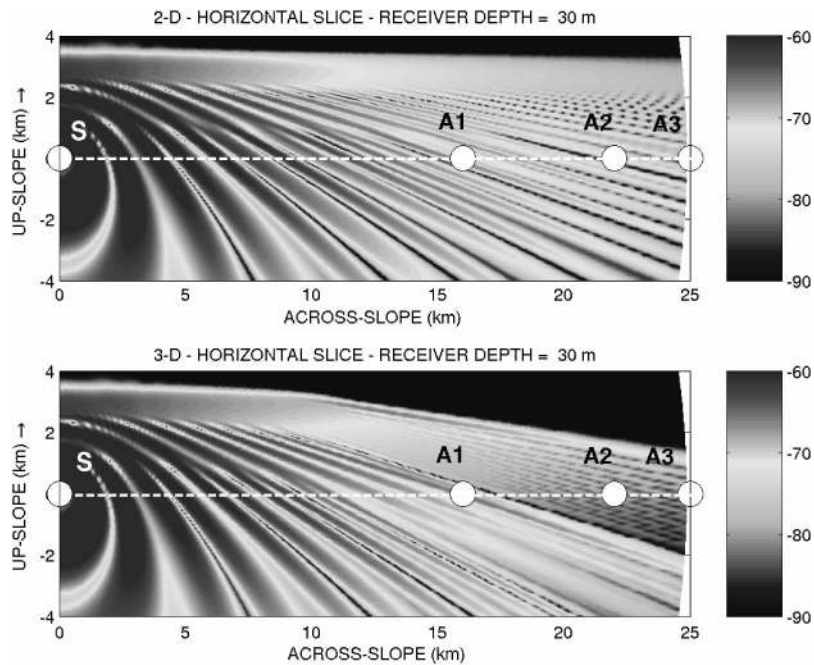 2-D - HORIZONTAL SLICE - RECEIVER DEPTH = 30 m
4
2
0
-2
-4
UP-SLOPE (km) →
S
A1
A2
A3
0
5
10
15
20
25
ACROSS-SLOPE (km)
-60
-70
-80
-90
3-D - HORIZONTAL SLICE - RECEIVER DEPTH = 30 m
4
2
0
-2
-4
UP-SLOPE (km) →
S
A1
A2
A3
0
5
10
15
20
25
ACROSS-SLOPE (km)
-60
-70
-80
-90